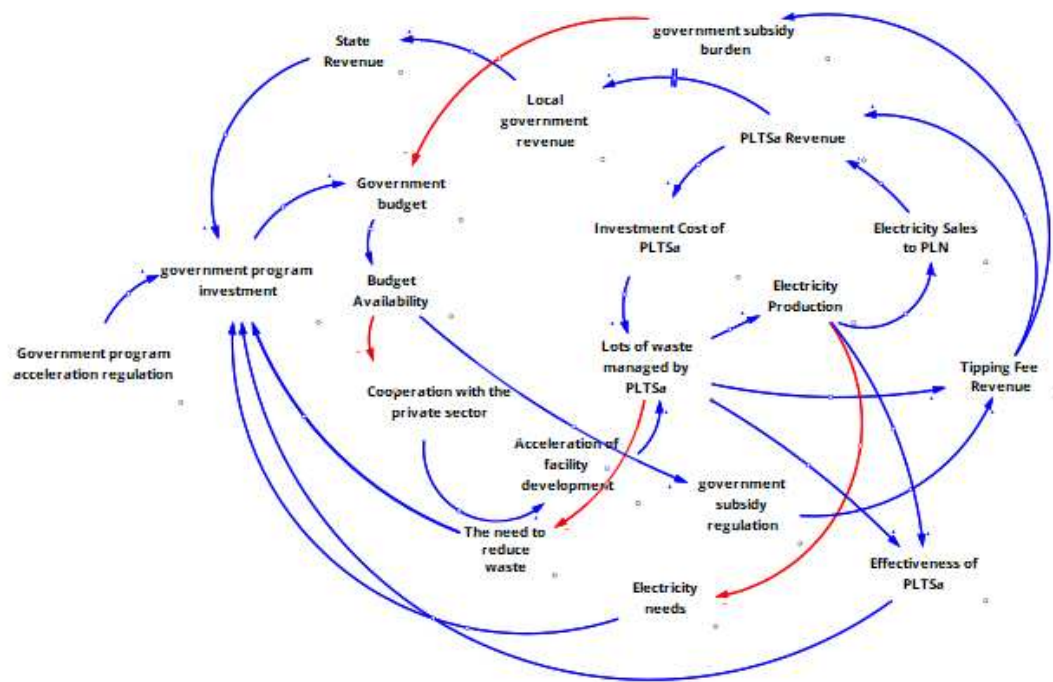 government subsidy
burden
State
Revenue
Local
government
revenue
PLTSa Revenue
Government
budget
Investment Cost of
PLTSa
Electricity Sales
to PLN
government program
investment
Budget
Availability
Electricity
Production
Government program
acceleration regulation
Lots of waste
managed by
PLTSa
Tipping Fee
Revenue
Cooperation with the
private sector
Acceleration of
facility
development
government
subsidy
regulation
The need to
reduce
waste
Effectiveness of
PLTSa
Electricity
needs